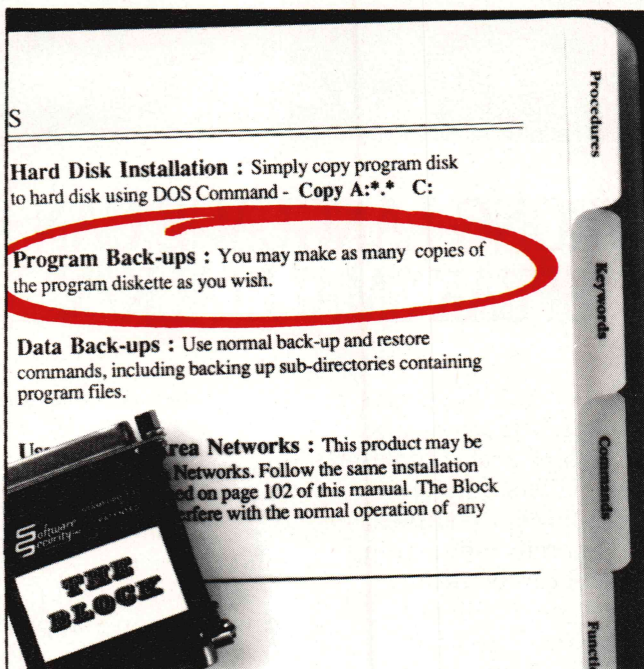 S
Hard Disk Installation : Simply copy program disk
to hard disk using DOS Command - Copy A:*.* C:
Program Back-ups : You may make as many copies of
the program diskette as you wish.
Data Back-ups : Use normal back-up and restore
commands, including backing up sub-directories containing
program files.
Area Networks : This product may be
Networks. Follow the same installation
on page 102 of this manual. The Block
with the normal operation of any
Software
Security
THE
BLOCK
Procedures
Keywords
Commands